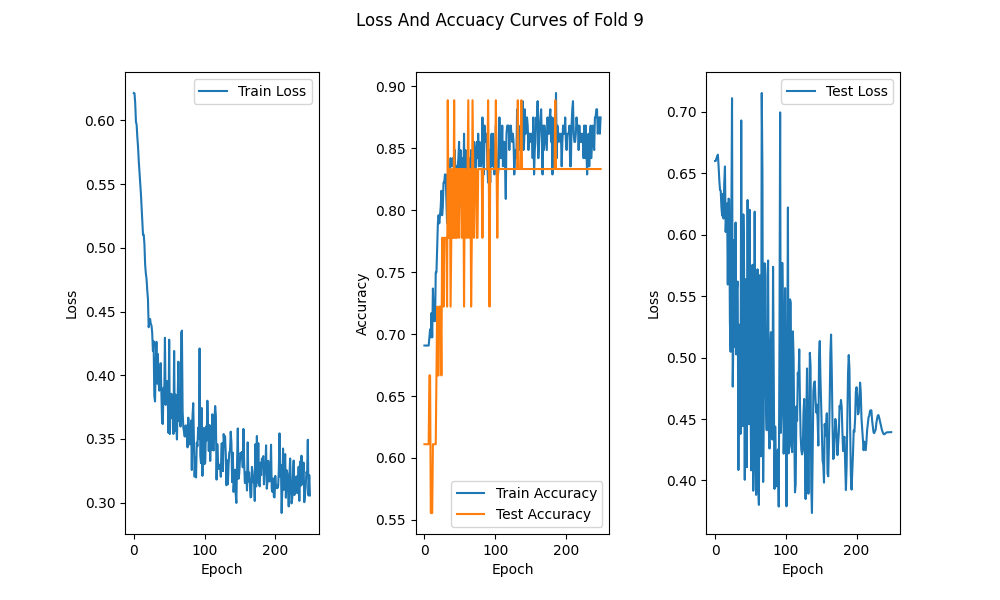 Loss And Accuacy Curves of Fold 9
Train Loss
0.60
0.55
0.50
0.45
0.40
0.35
0.30
Loss
0 100 200
Epoch
0.90
0.85
0.80
0.75
0.70
0.65
0.60
0.55
Accuracy
Train Accuracy
Test Accuracy
0 100 200
Epoch
Test Loss
0.70
0.65
0.60
0.55
0.50
0.45
0.40
Loss
0 100 200
Epoch